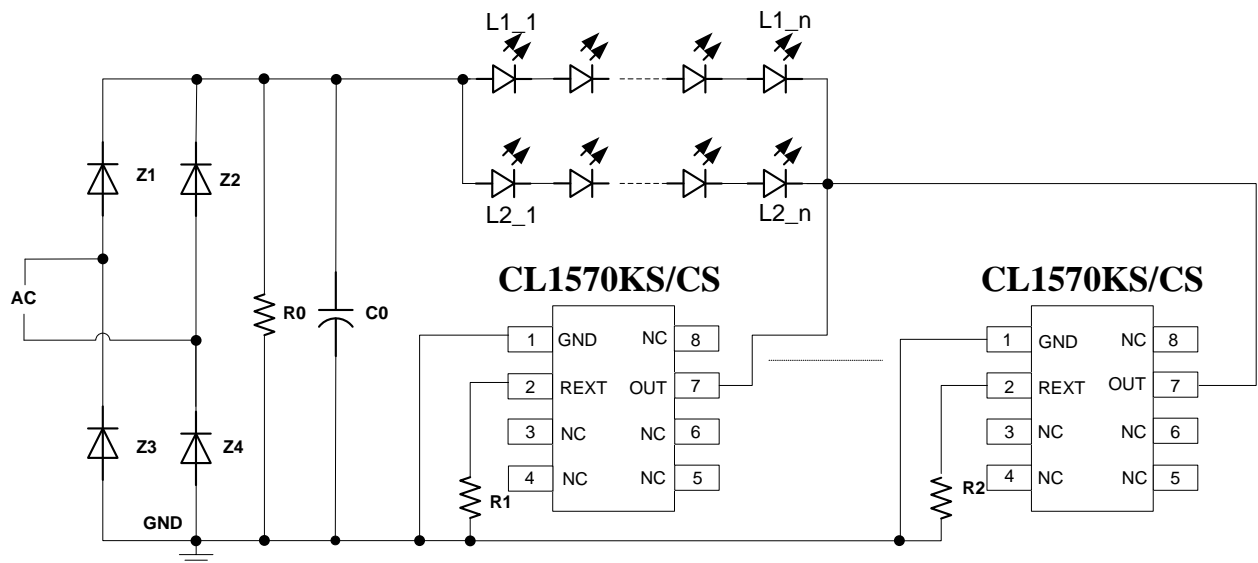 L1_1
L1_n
Z1
Z2
L2_1
L2_n
CL1570KS/CS
CL1570KS/CS
AC
R0
C0
1
GND
NC
8
2
REXT
OUT
7
3
NC
NC
6
4
NC
NC
5
R1
1
GND
NC
8
2
REXT
OUT
7
3
NC
NC
6
4
NC
NC
5
R2
Z3
Z4
GND